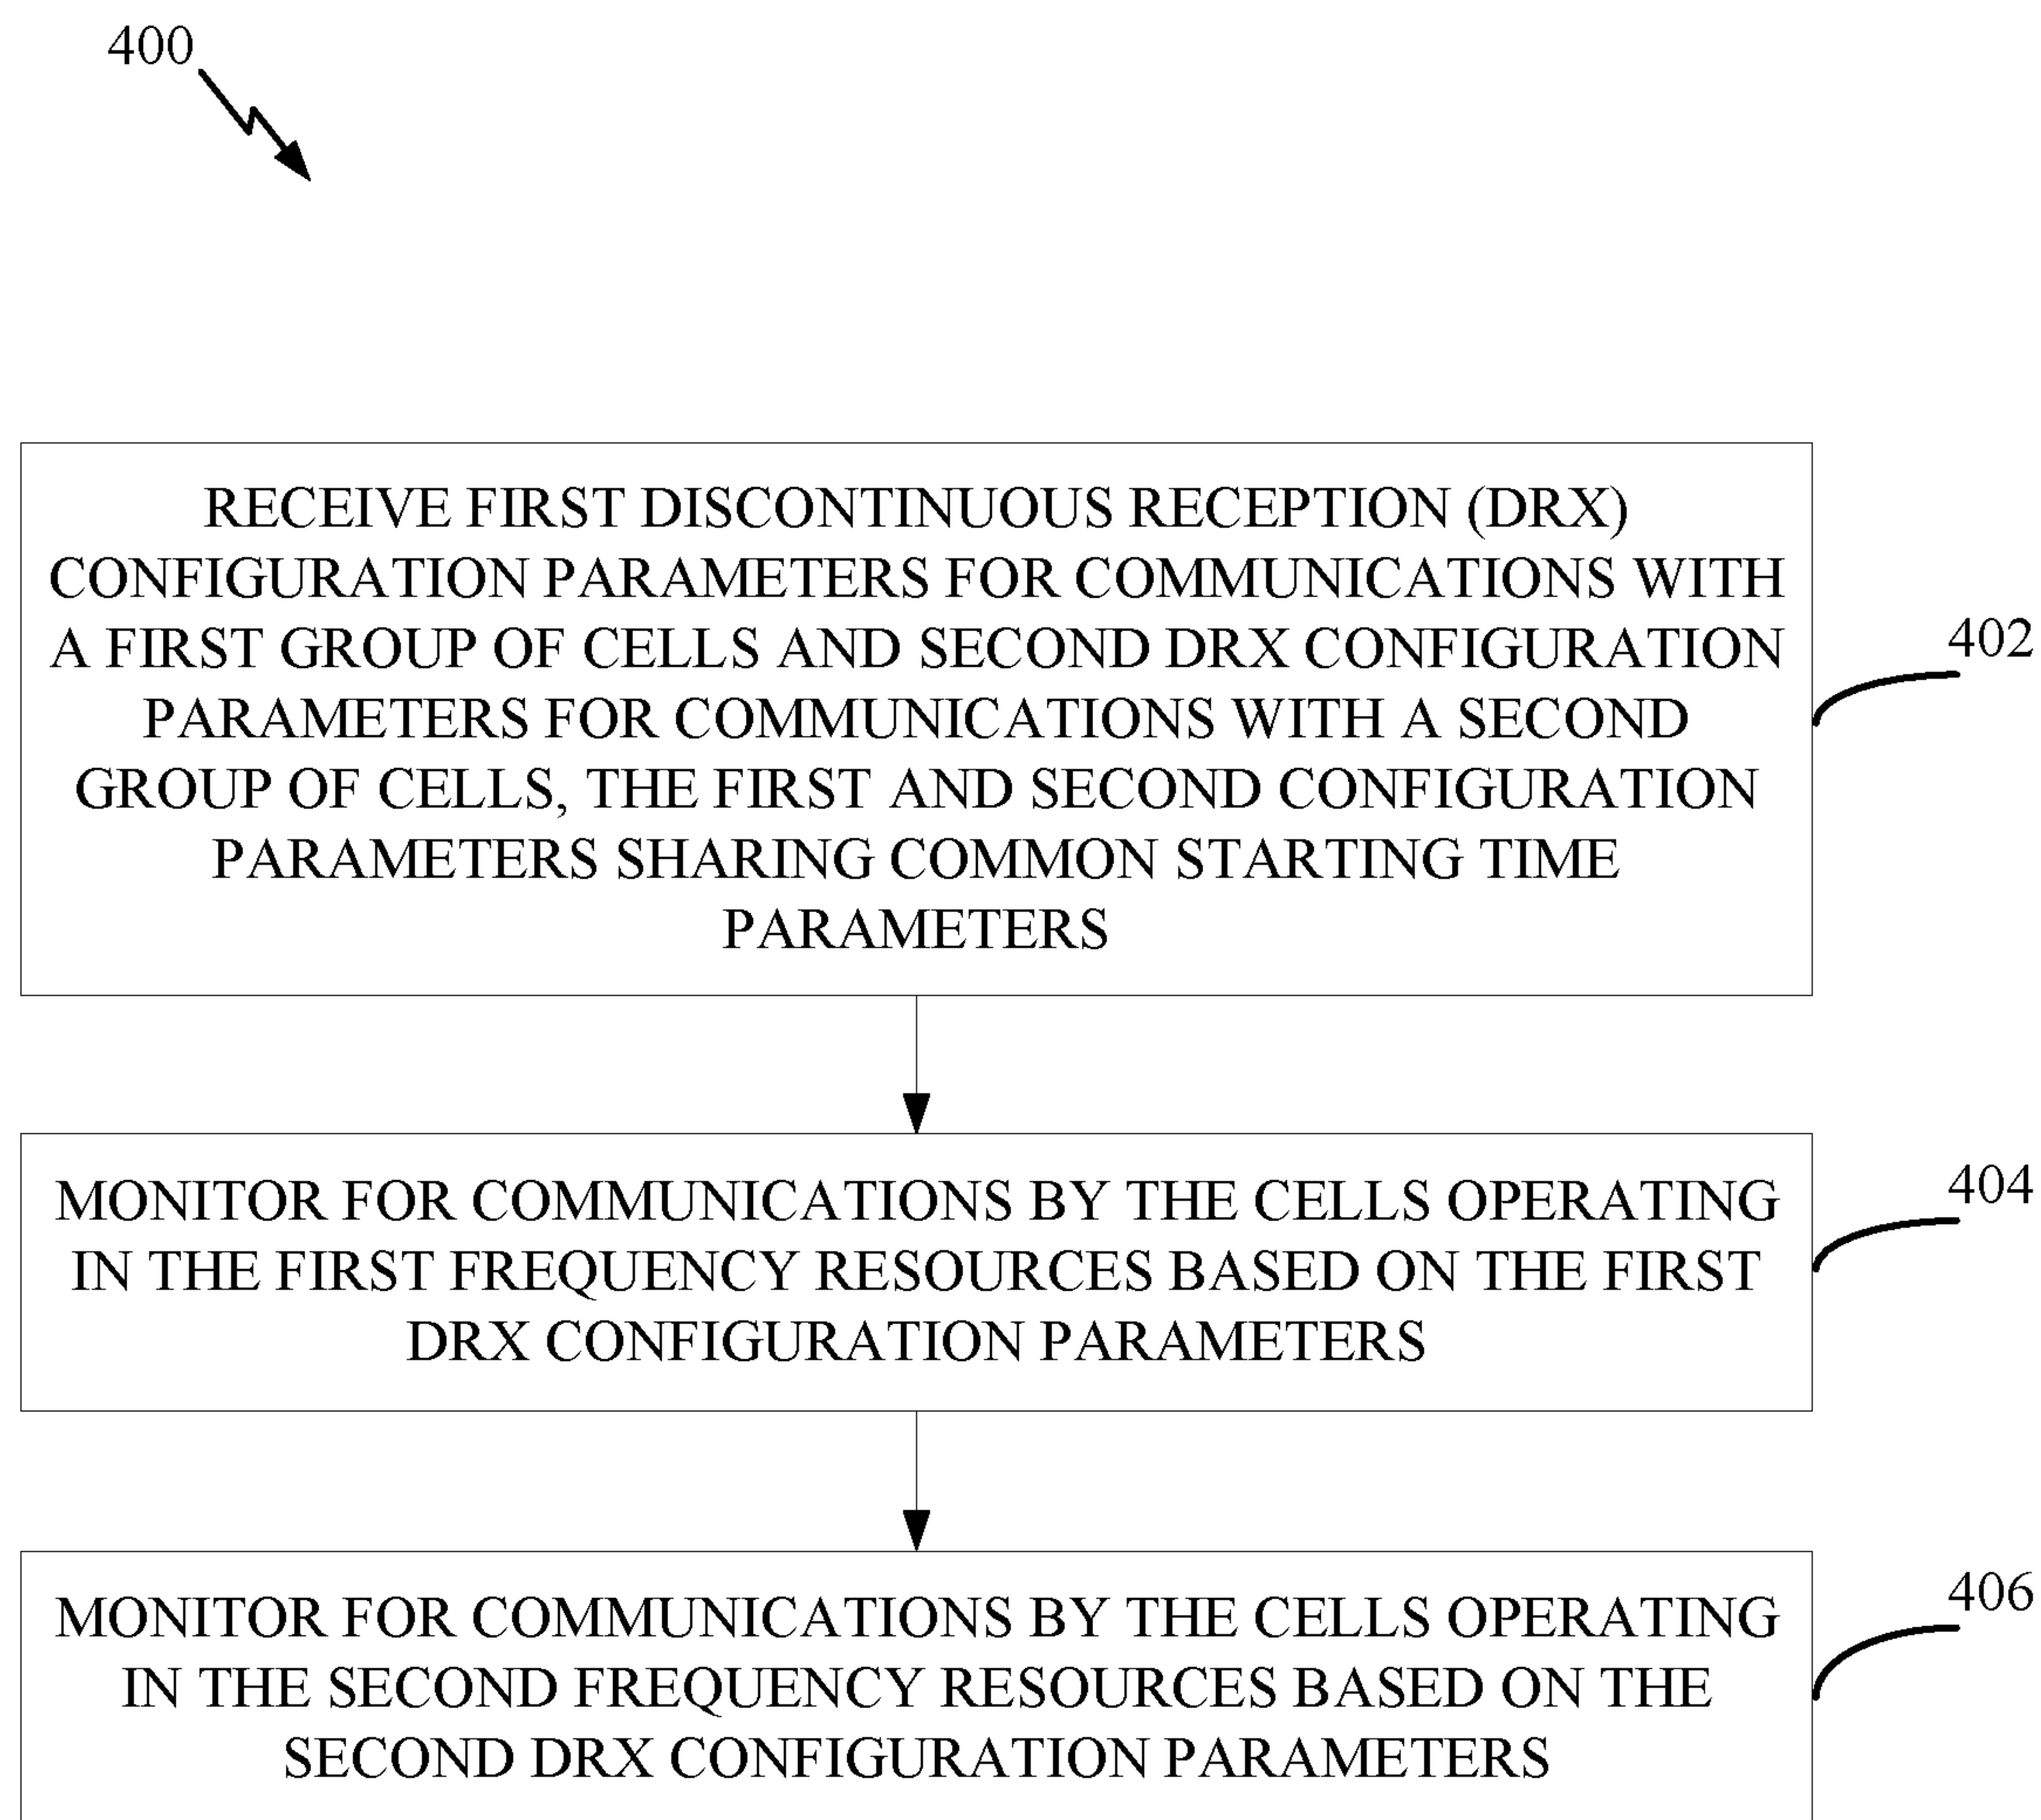 400
RECEIVE FIRST DISCONTINUOUS RECEPTION (DRX)
CONFIGURATION PARAMETERS FOR COMMUNICATIONS WITH
A FIRST GROUP OF CELLS AND SECOND DRX CONFIGURATION
PARAMETERS FOR COMMUNICATIONS WITH A SECOND
GROUP OF CELLS, THE FIRST AND SECOND CONFIGURATION
PARAMETERS SHARING COMMON STARTING TIME
PARAMETERS
402
MONITOR FOR COMMUNICATIONS BY THE CELLS OPERATING
IN THE FIRST FREQUENCY RESOURCES BASED ON THE FIRST
DRX CONFIGURATION PARAMETERS
404
MONITOR FOR COMMUNICATIONS BY THE CELLS OPERATING
IN THE SECOND FREQUENCY RESOURCES BASED ON THE
SECOND DRX CONFIGURATION PARAMETERS
406